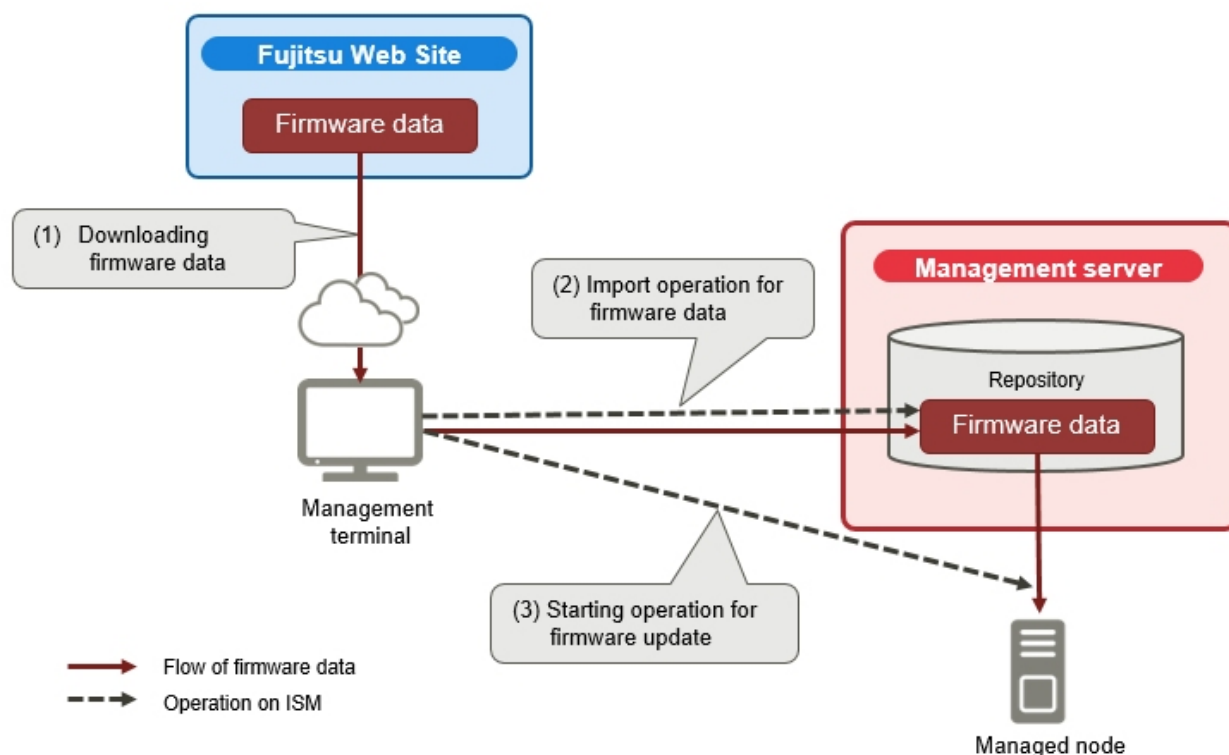 Fujitsu Web Site
Firmware data
(1) Downloading
firmware data
(2) Import operation for
firmware data
Management server
Repository
Firmware data
Management
terminal
(3) Starting operation for
firmware update
Flow of firmware data
Operation on ISM
Managed node